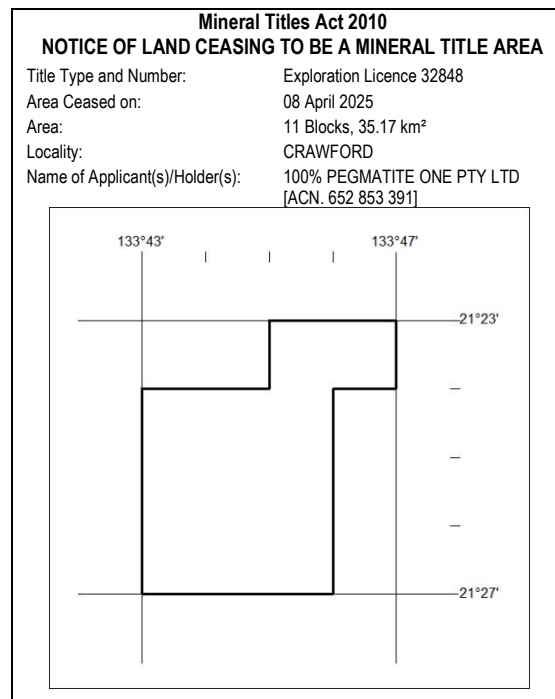 Mineral Titles Act 2010
NOTICE OF LAND CEASING TO BE A MINERAL TITLE AREA
Title Type and Number: Exploration Licence 32848
Area Ceased on: 08 April 2025
Area: 11 Blocks, 35.17 km²
Locality: CRAWFORD
Name of Applicant(s)/Holder(s): 100% PEGMATITE ONE PTY LTD
[ACN. 652 853 391]
133°43' 133°47'
21°23'
21°27'